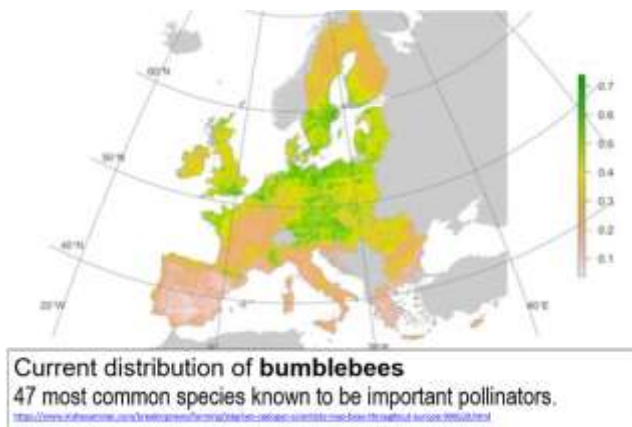 60°N
0°
50°N
40°N
20°W
0.7
0.6
0.5
0.4
0.3
0.2
0.1
Current distribution of bumblebees
47 most common species known to be important pollinators.